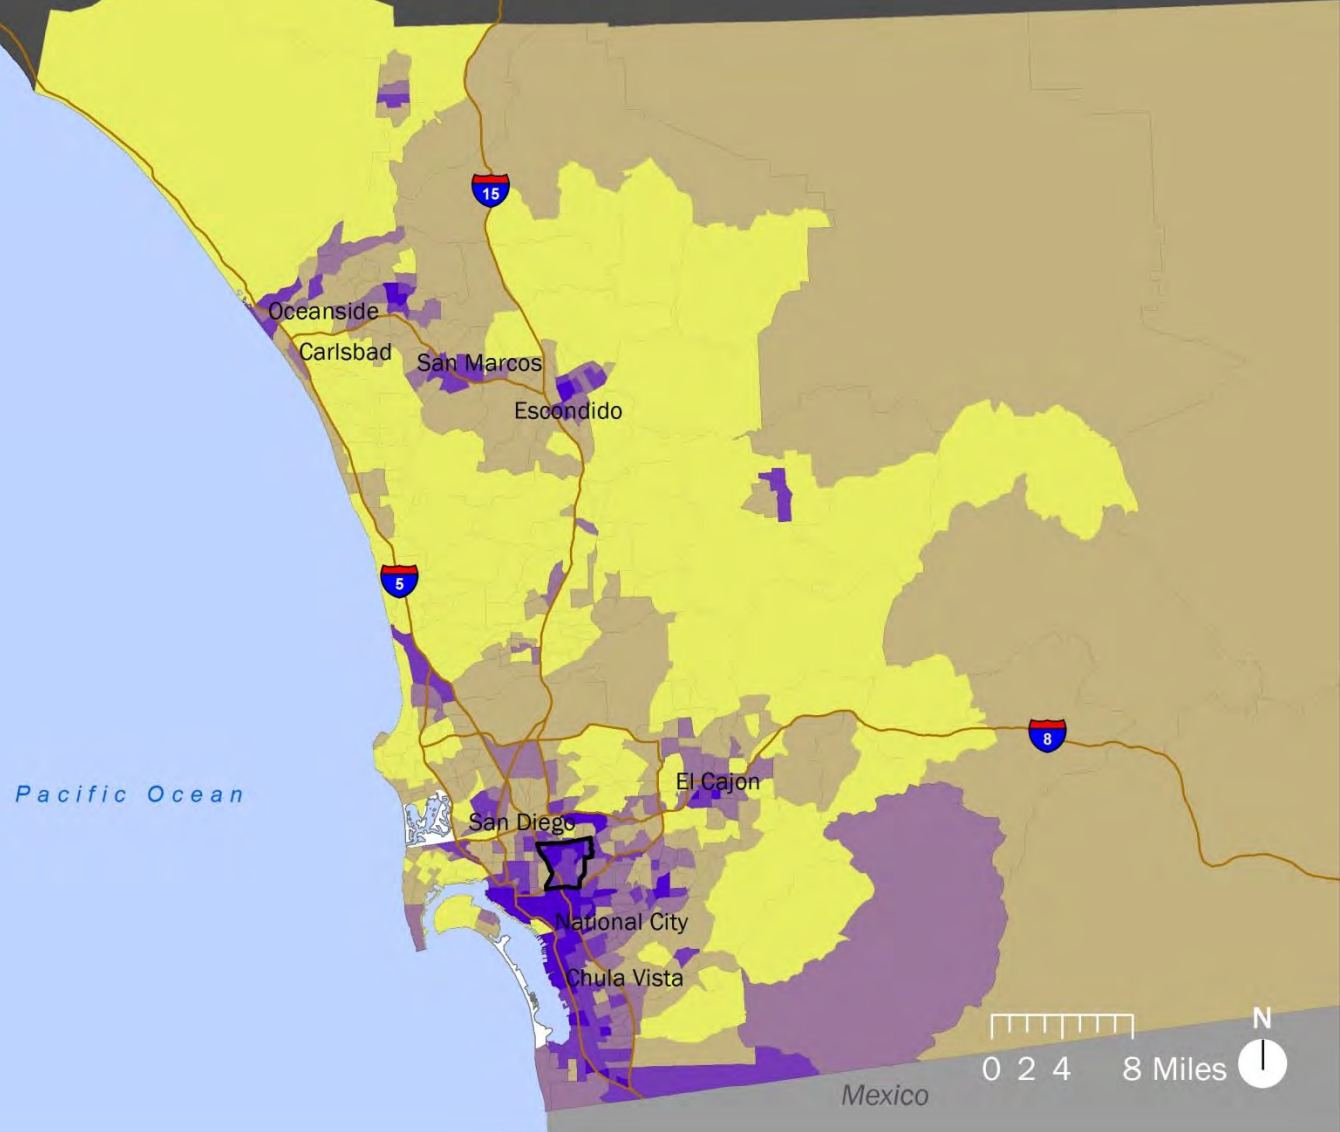 15
Oceanside
Carlsbad
San Marcos
Escondido
5
8
Pacific Ocean
El Cajon
San Diego
National City
Chula Vista
N
0 2 4 8 Miles
Mexico